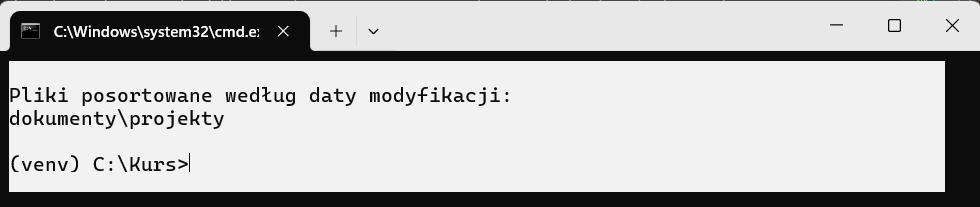 C:\Windows\system32\cmd.e
Pliki posortowane według daty modyfikacji:
dokumenty\projekty
(venv) C:\Kurs>